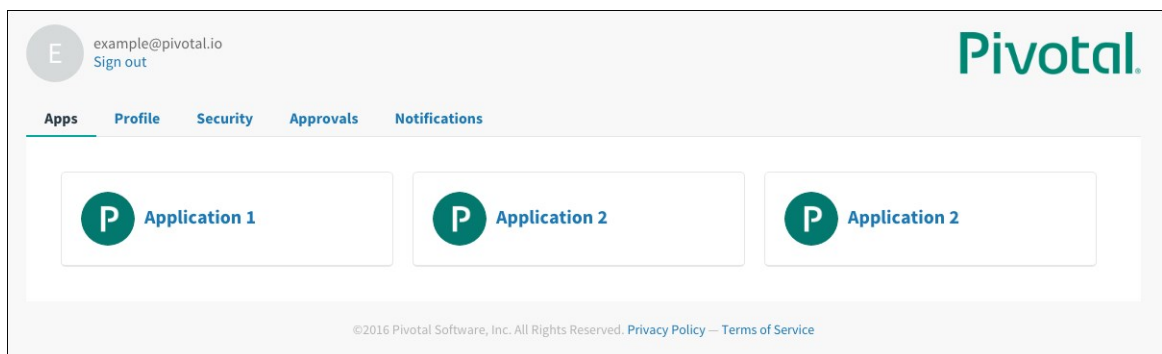 E
example@pivotal.io
Sign out
Pivotal®
Apps Profile Security Approvals Notifications
P Application 1 P Application 2 P Application 2
©2016 Pivotal Software, Inc. All Rights Reserved. Privacy Policy — Terms of Service